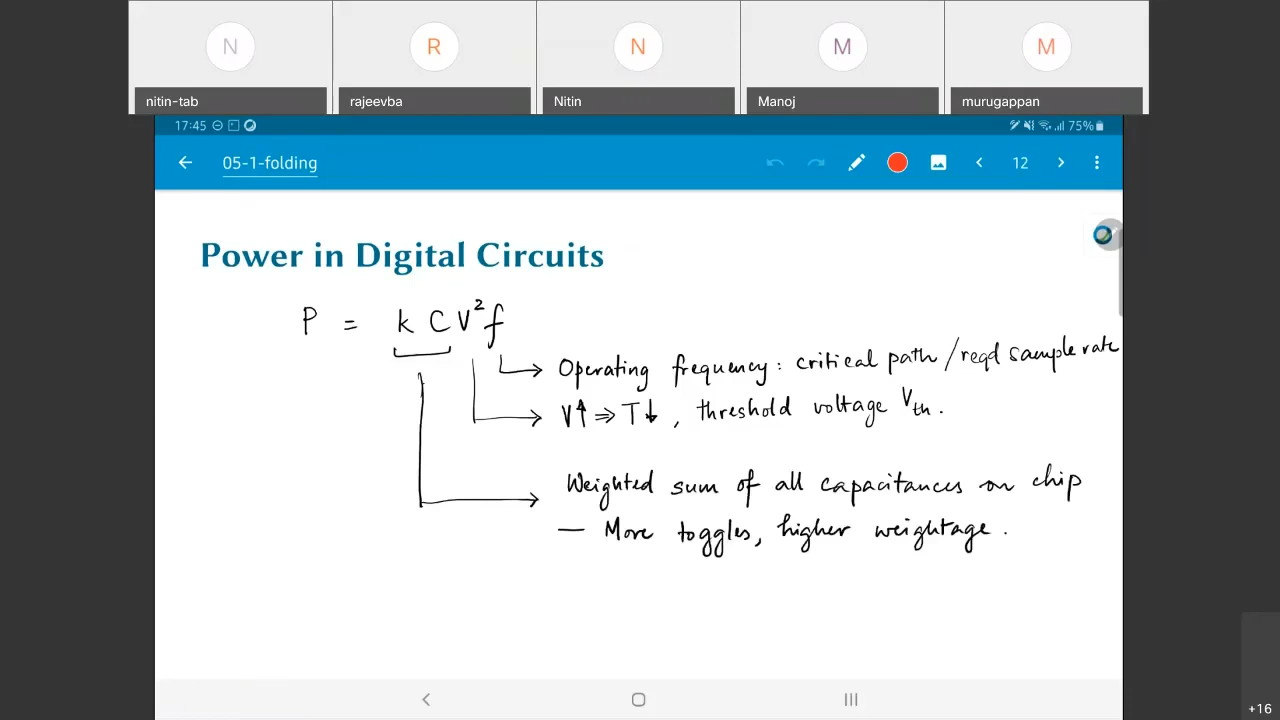 N R N M M
nitin-tab rajeevba Nitin Manoj murugappan
17:45 75%
05-1-folding 12
Power in Digital Circuits
P = k C V² f
Operating frequency : critical path / reqd sample rate
V↑ ⇒ T↓ , threshold voltage Vth .
Weighted sum of all capacitances on chip
— More toggles, higher weightage .
+16